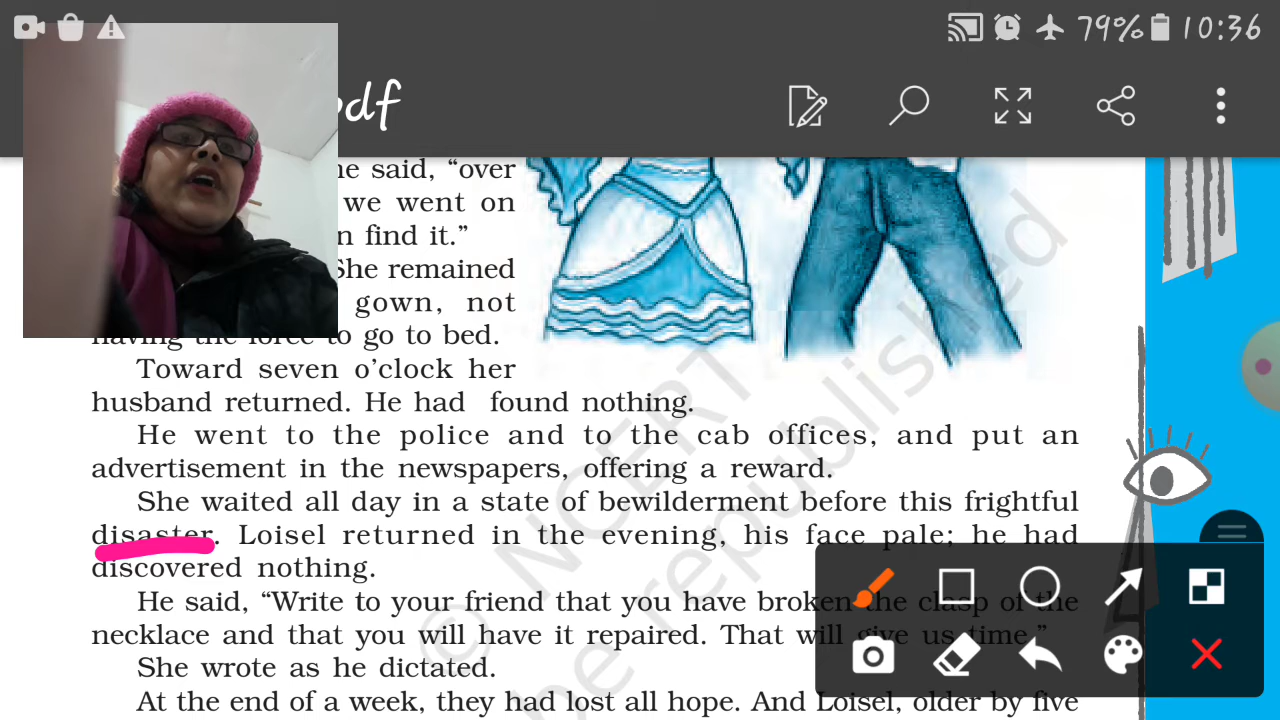 79% 10:36
pdf
he said, “over
we went on
n find it.”
She remained
gown, not
having the force to go to bed.
Toward seven o’clock her
husband returned. He had found nothing.
He went to the police and to the cab offices, and put an
advertisement in the newspapers, offering a reward.
She waited all day in a state of bewilderment before this frightful
disaster. Loisel returned in the evening, his face pale; he had
discovered nothing.
He said, “Write to your friend that you have broken the clasp of the
necklace and that you will have it repaired. That will give us time.”
She wrote as he dictated.
At the end of a week, they had lost all hope. And Loisel, older by five
© NCERT
be republished